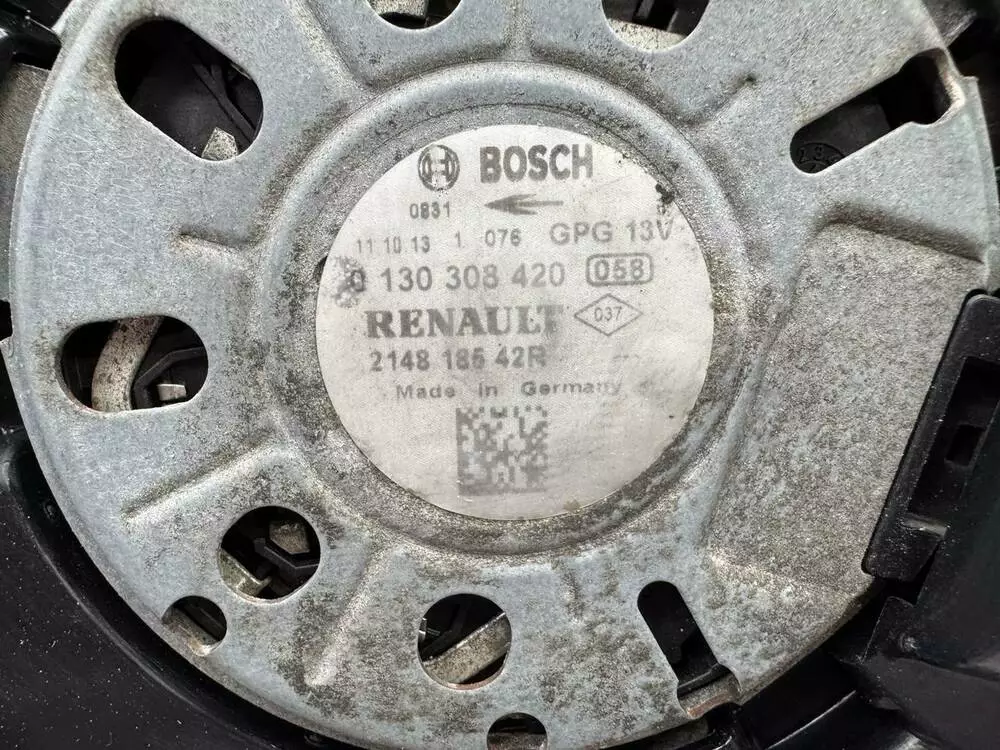 BOSCH
0831
11 10 13 1 076 GPG 13V
0 130 308 420 058
RENAULT 037
2148 185 42R
Made in Germany